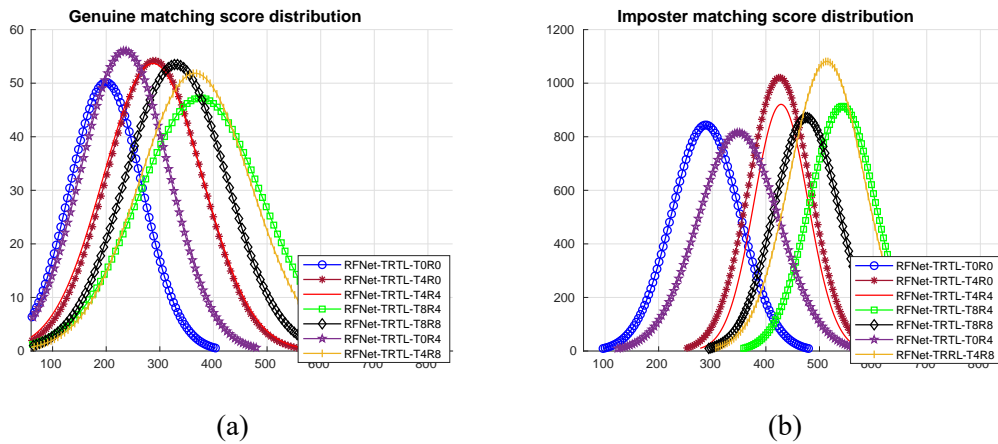 Genuine matching score distribution
60
50
40
30
20
10
0
100 200 300 400 500 600 700 800
RFNet-TRTL-T0R0
RFNet-TRTL-T4R0
RFNet-TRTL-T4R4
RFNet-TRTL-T8R4
RFNet-TRTL-T8R8
RFNet-TRTL-T0R4
RFNet-TRTL-T4R8
(a)
Imposter matching score distribution
1200
1000
800
600
400
200
0
100 200 300 400 500 600 700 800
RFNet-TRTL-T0R0
RFNet-TRTL-T4R0
RFNet-TRTL-T4R4
RFNet-TRTL-T8R4
RFNet-TRTL-T8R8
RFNet-TRTL-T0R4
RFNet-TRRL-T4R8
(b)